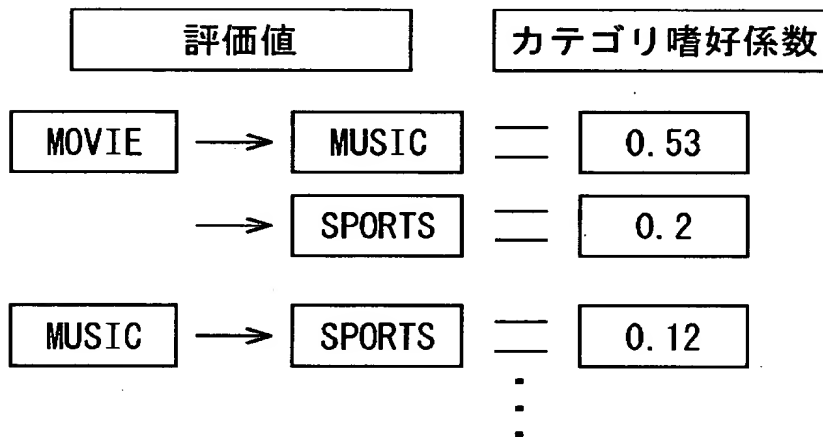 評価値 カテゴリ嗜好係数
MOVIE → MUSIC = 0.53
→ SPORTS = 0.2
MUSIC → SPORTS = 0.12